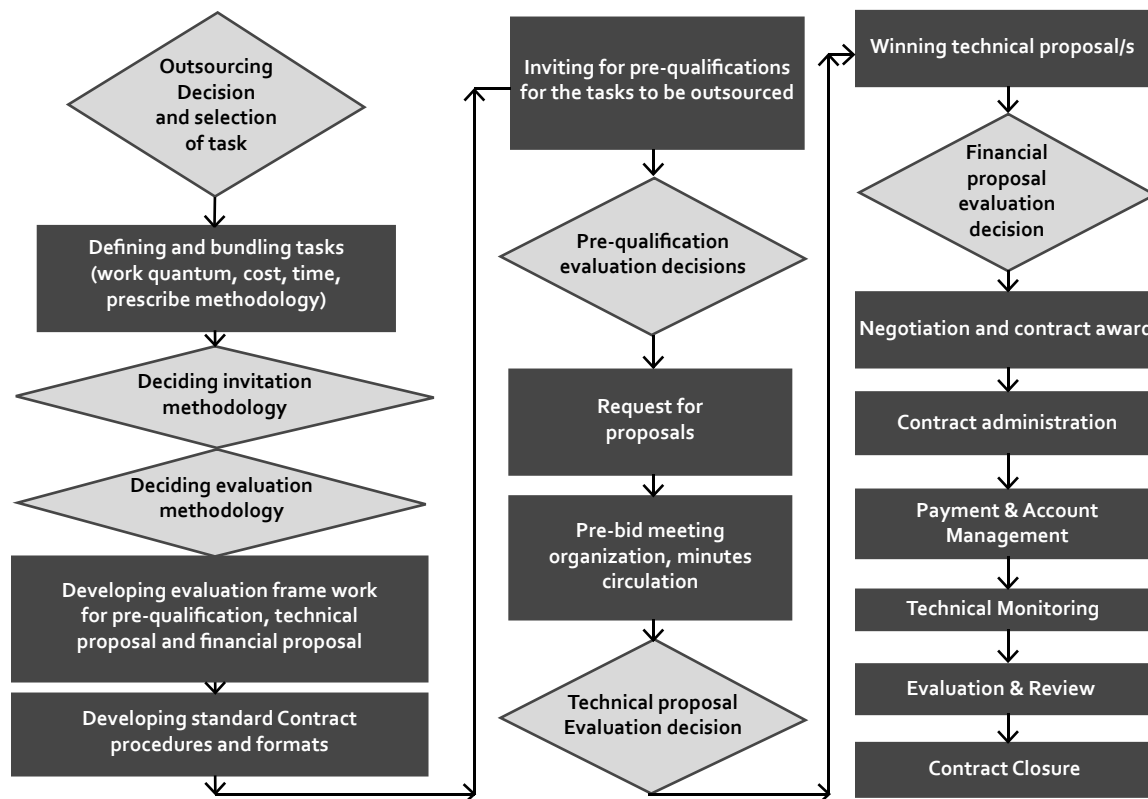 Outsourcing
Decision
and selection
of task
Defining and bundling tasks
(work quantum, cost, time,
prescribe methodology)
Deciding invitation
methodology
Deciding evaluation
methodology
Developing evaluation frame work
for pre-qualification, technical
proposal and financial proposal
Developing standard Contract
procedures and formats
Inviting for pre-qualifications
for the tasks to be outsourced
Pre-qualification
evaluation decisions
Request for
proposals
Pre-bid meeting
organization, minutes
circulation
Technical proposal
Evaluation decision
Winning technical proposal/s
Financial
proposal
evaluation
decision
Negotiation and contract award
Contract administration
Payment & Account
Management
Technical Monitoring
Evaluation & Review
Contract Closure